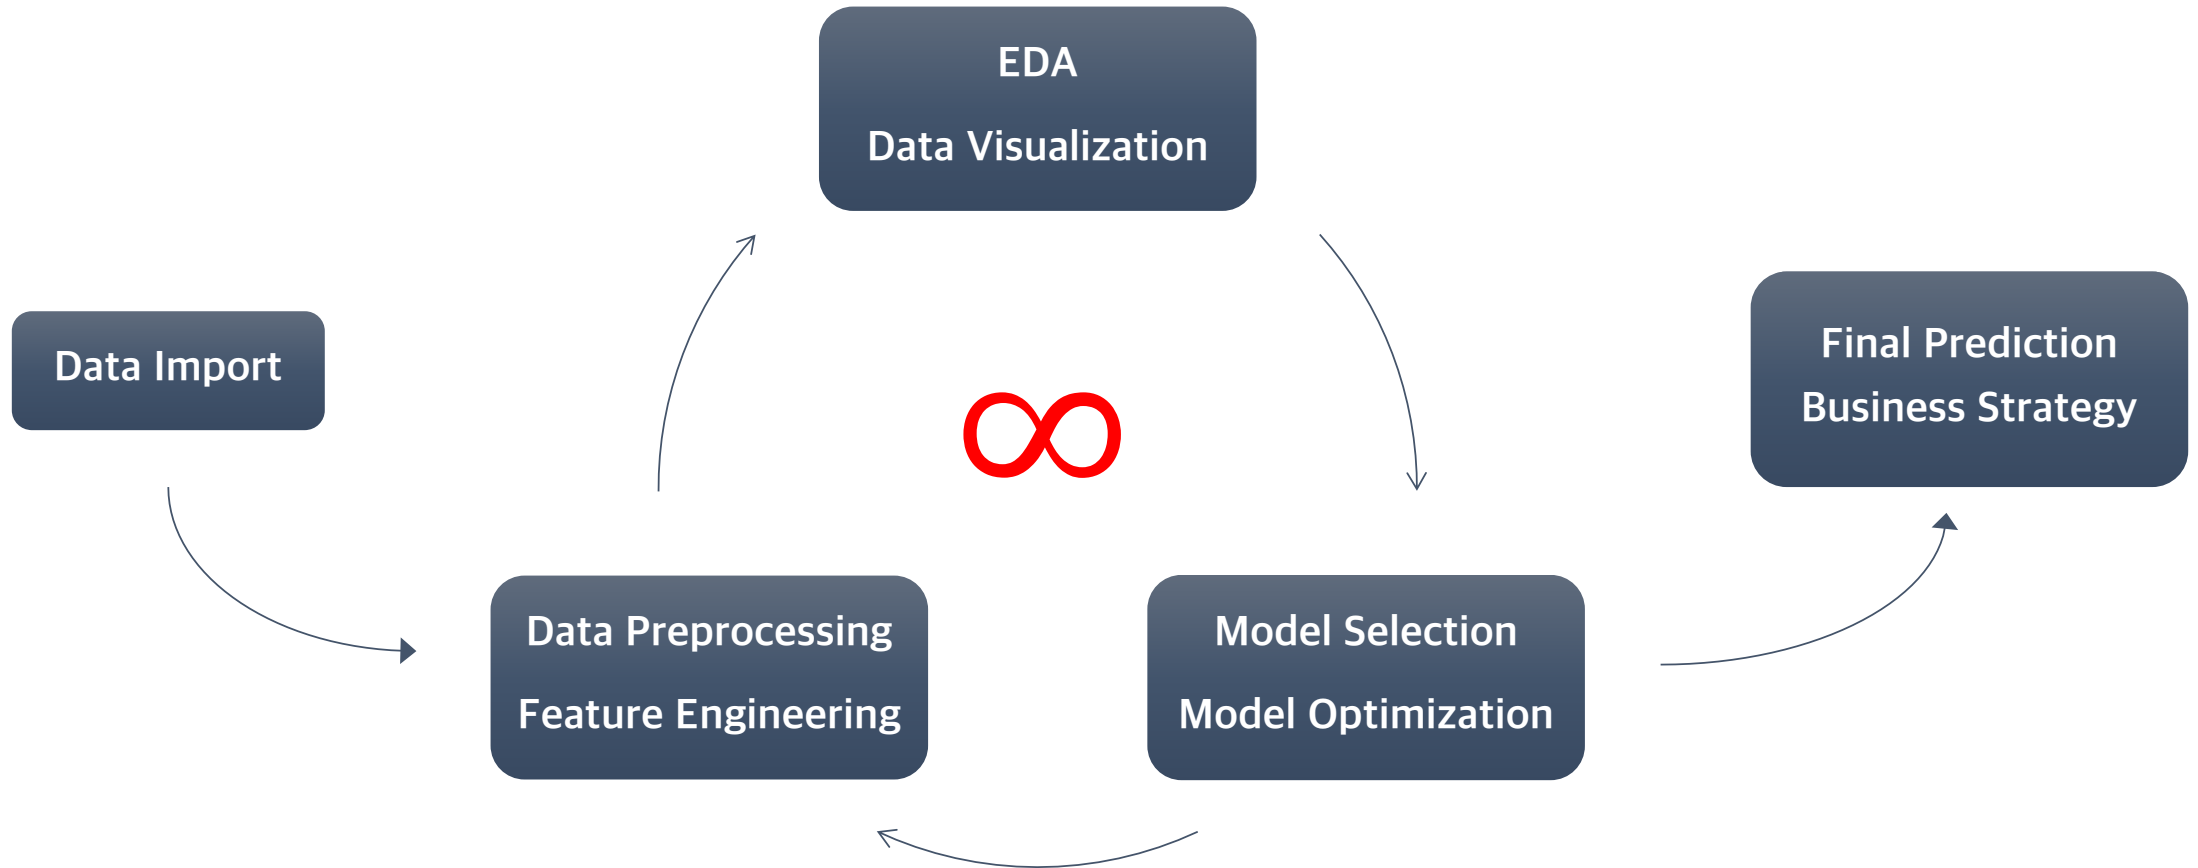 EDA
Data Visualization
Data Import
Final Prediction
Business Strategy
∞
Data Preprocessing
Feature Engineering
Model Selection
Model Optimization